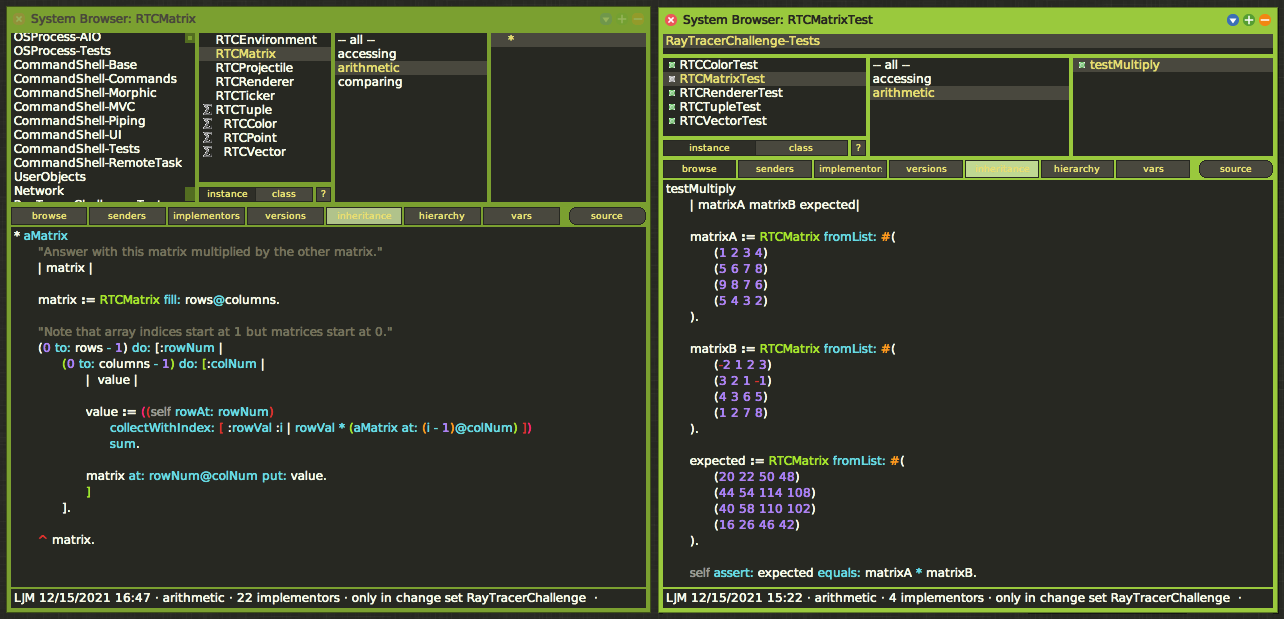 System Browser: RTCMatrix
OSProcess-AIO
OSProcess-Tests
CommandShell-Base
CommandShell-Commands
CommandShell-Morphic
CommandShell-MVC
CommandShell-Piping
CommandShell-UI
CommandShell-Tests
CommandShell-RemoteTask
UserObjects
Network
RTCEnvironment
RTCMatrix
RTCProjectile
RTCRenderer
RTCTicker
RTCTuple
RTCColor
RTCPoint
RTCVector
instance class ?
-- all --
accessing
arithmetic
comparing
*
browse senders implementors versions inheritance hierarchy vars source
* aMatrix
"Answer with this matrix multiplied by the other matrix."
| matrix |
matrix := RTCMatrix fill: rows@columns.
"Note that array indices start at 1 but matrices start at 0."
(0 to: rows - 1) do: [:rowNum |
(0 to: columns - 1) do: [:colNum |
| value |
value := ((self rowAt: rowNum)
collectWithIndex: [ :rowVal :i | rowVal * (aMatrix at: (i - 1)@colNum) ])
sum.
matrix at: rowNum@colNum put: value.
]
].
^ matrix.
LJM 12/15/2021 16:47 · arithmetic · 22 implementors · only in change set RayTracerChallenge ·
System Browser: RTCMatrixTest
RayTracerChallenge-Tests
RTCColorTest
RTCMatrixTest
RTCRendererTest
RTCTupleTest
RTCVectorTest
instance class ?
-- all --
accessing
arithmetic
testMultiply
browse senders implementors versions inheritance hierarchy vars source
testMultiply
| matrixA matrixB expected|
matrixA := RTCMatrix fromList: #(
(1 2 3 4)
(5 6 7 8)
(9 8 7 6)
(5 4 3 2)
).
matrixB := RTCMatrix fromList: #(
(-2 1 2 3)
(3 2 1 -1)
(4 3 6 5)
(1 2 7 8)
).
expected := RTCMatrix fromList: #(
(20 22 50 48)
(44 54 114 108)
(40 58 110 102)
(16 26 46 42)
).
self assert: expected equals: matrixA * matrixB.
LJM 12/15/2021 15:22 · arithmetic · 4 implementors · only in change set RayTracerChallenge ·